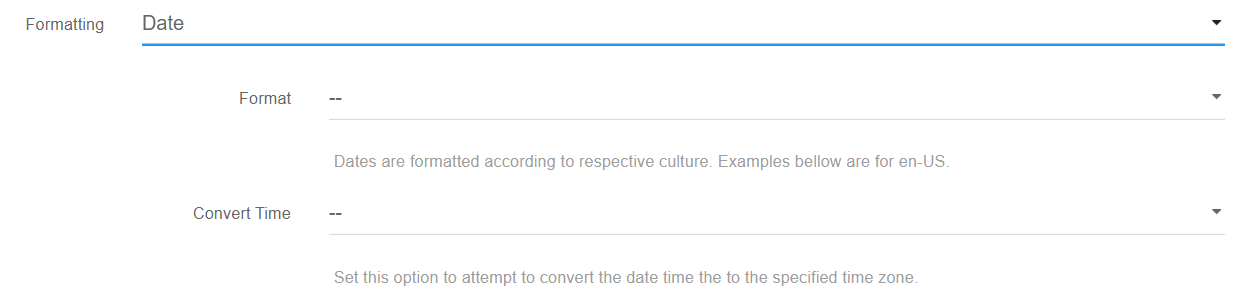 Formatting Date
Format --
Dates are formatted according to respective culture. Examples bellow are for en-US.
Convert Time --
Set this option to attempt to convert the date time the to the specified time zone.